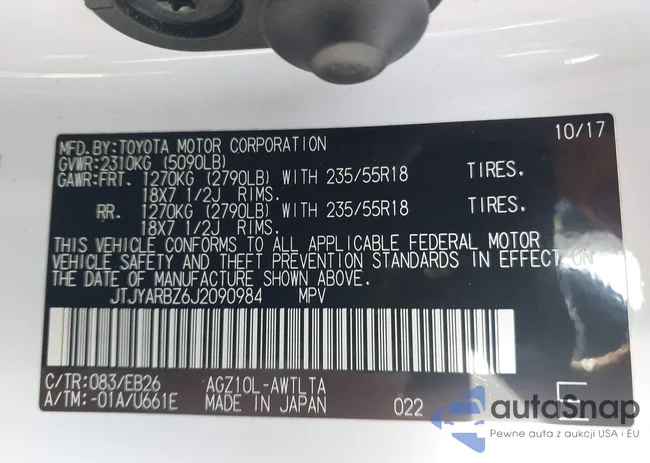 MFD.BY:TOYOTA MOTOR CORPORATION 10/17
GVWR:2310KG (5090LB)
GAWR:FRT. 1270KG (2790LB) WITH 235/55R18 TIRES.
18X7 1/2J RIMS.
RR. 1270KG (2790LB) WITH 235/55R18 TIRES.
18X7 1/2J RIMS.
THIS VEHICLE CONFORMS TO ALL APPLICABLE FEDERAL MOTOR
VEHICLE SAFETY AND THEFT PREVENTION STANDARDS IN EFFECT ON
THE DATE OF MANUFACTURE SHOWN ABOVE.
JTJYARBZ6J2090984 MPV
C/TR:083/EB26 AGZ10L-AWTLTA
A/TM:-01A/U661E MADE IN JAPAN 022 E
autoSnap
Pewne auta z aukcji USA i EU